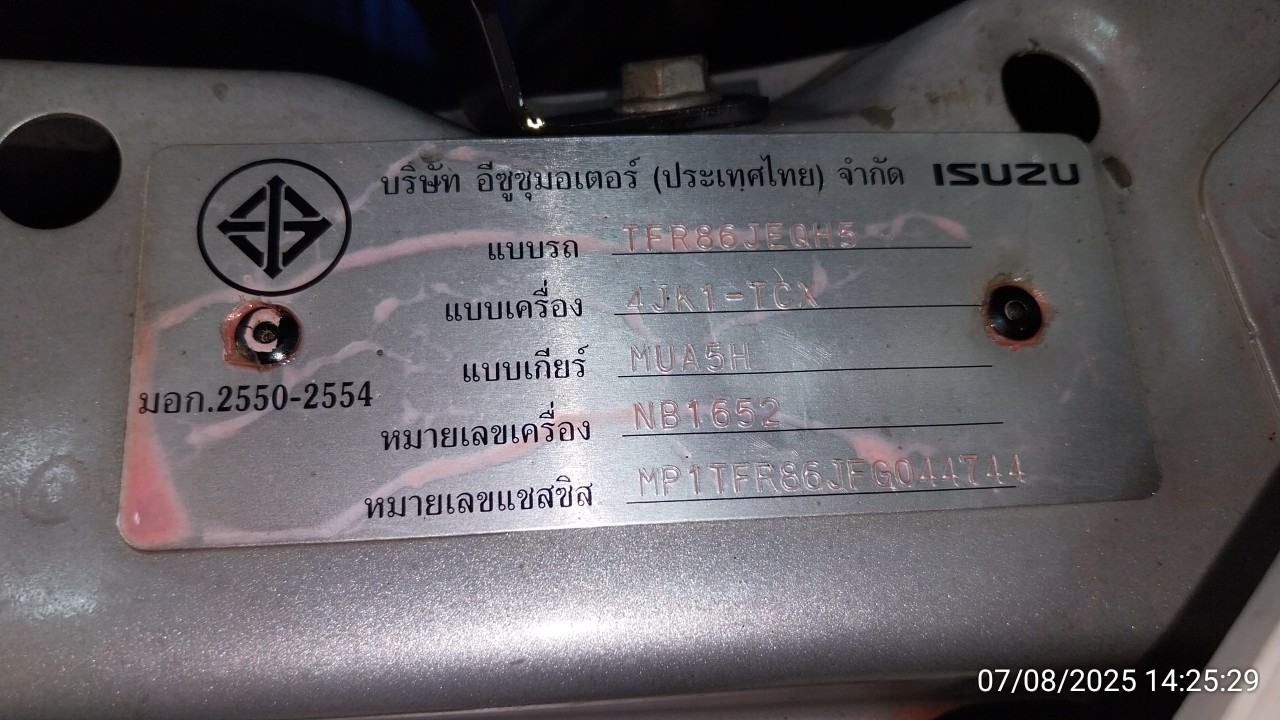 บริษัท อีซูซุมอเตอร์ (ประเทศไทย) จำกัด ISUZU
แบบรถ TFR86JEQH5
แบบเครื่อง 4JK1-TCX
แบบเกียร์ MUA5H
มอก.2550-2554
หมายเลขเครื่อง NB1652
หมายเลขแชสซิส MP1TFR86JFG044744
07/08/2025 14:25:29